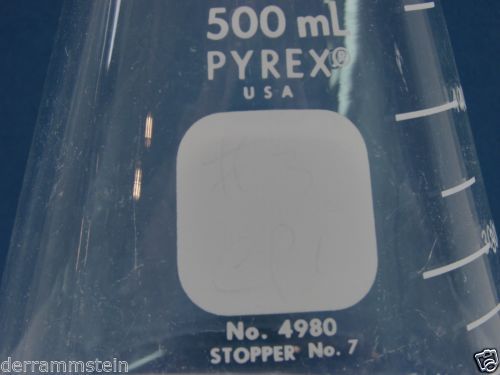 500 mL
PYREX®
USA
No. 4980
STOPPER No. 7
derrammstein